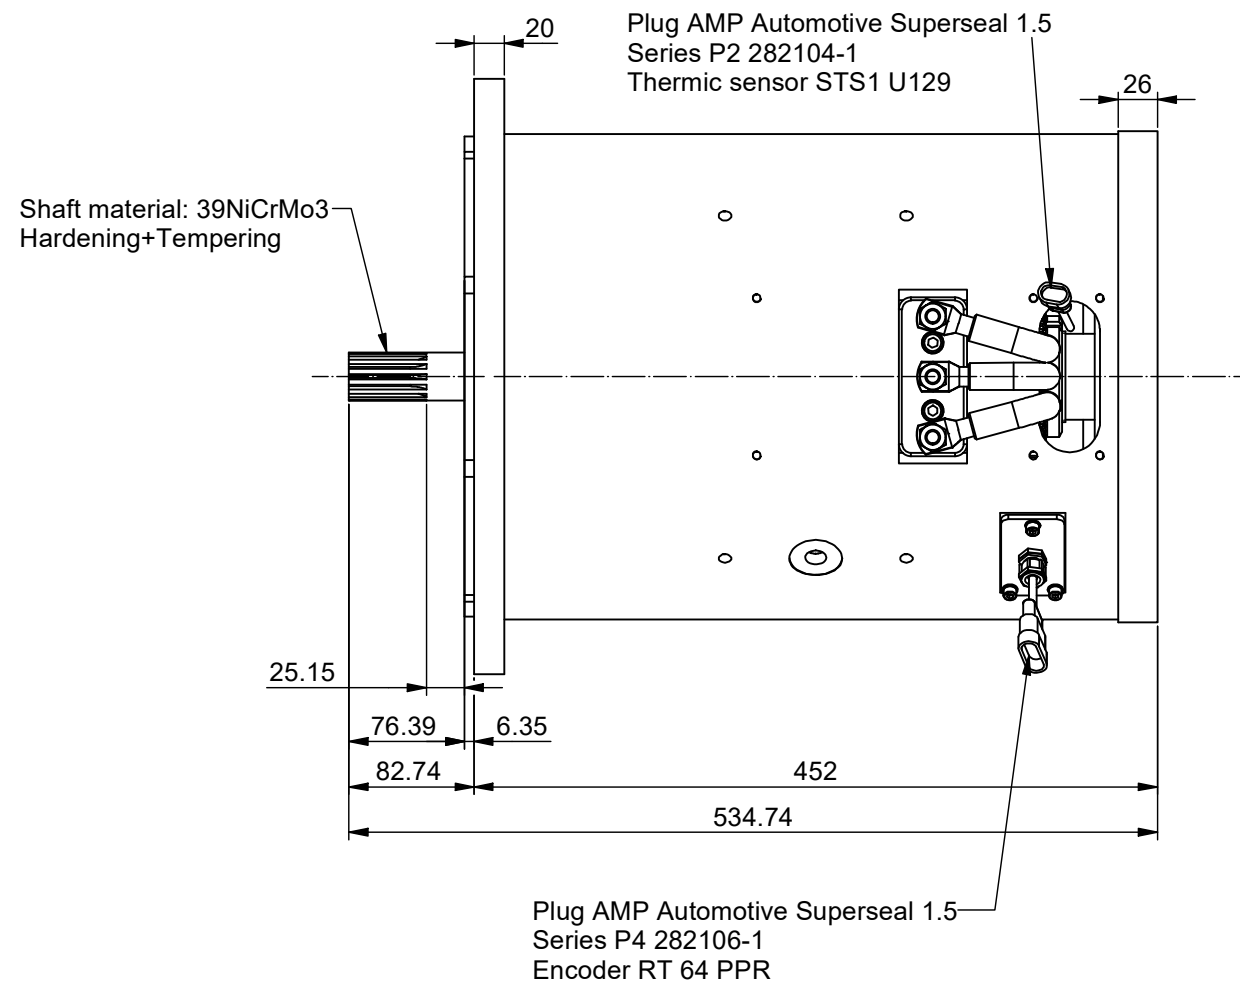 20
Plug AMP Automotive Superseal 1.5
Series P2 282104-1
Thermic sensor STS1 U129
26
Shaft material: 39NiCrMo3
Hardening+Tempering
25.15
76.39
6.35
82.74
452
534.74
Plug AMP Automotive Superseal 1.5
Series P4 282106-1
Encoder RT 64 PPR